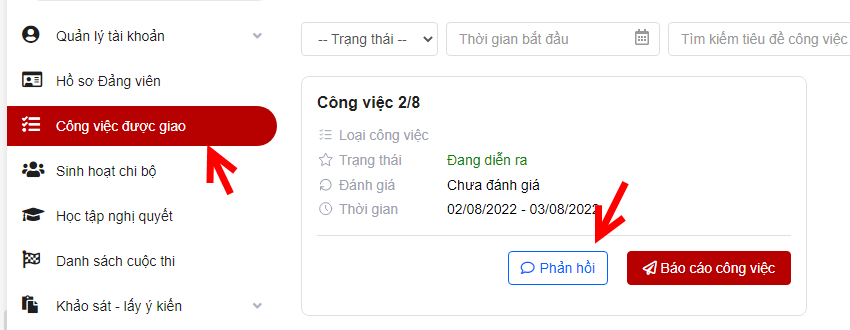 Quản lý tài khoản
Hồ sơ Đảng viên
Công việc được giao
Sinh hoạt chi bộ
Học tập nghị quyết
Danh sách cuộc thi
Khảo sát - lấy ý kiến
-- Trạng thái --
Thời gian bắt đầu
Tìm kiếm tiêu đề công việc
Công việc 2/8
Loại công việc
Trạng thái Đang diễn ra
Đánh giá Chưa đánh giá
Thời gian 02/08/2022 - 03/08/2022
Phản hồi
Báo cáo công việc